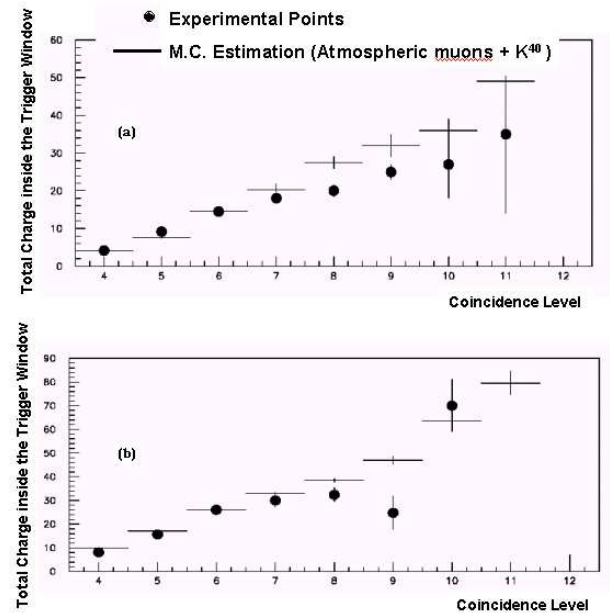 ● Experimental Points
— M.C. Estimation (Atmospheric muons + K⁴⁰ )
Total Charge inside the Trigger Window
60
50
40
30
20
10
0
(a)
4 5 6 7 8 9 10 11 12
Coincidence Level
Total Charge inside the Trigger Window
90
80
70
60
50
40
30
20
10
0
(b)
4 5 6 7 8 9 10 11 12
Coincidence Level